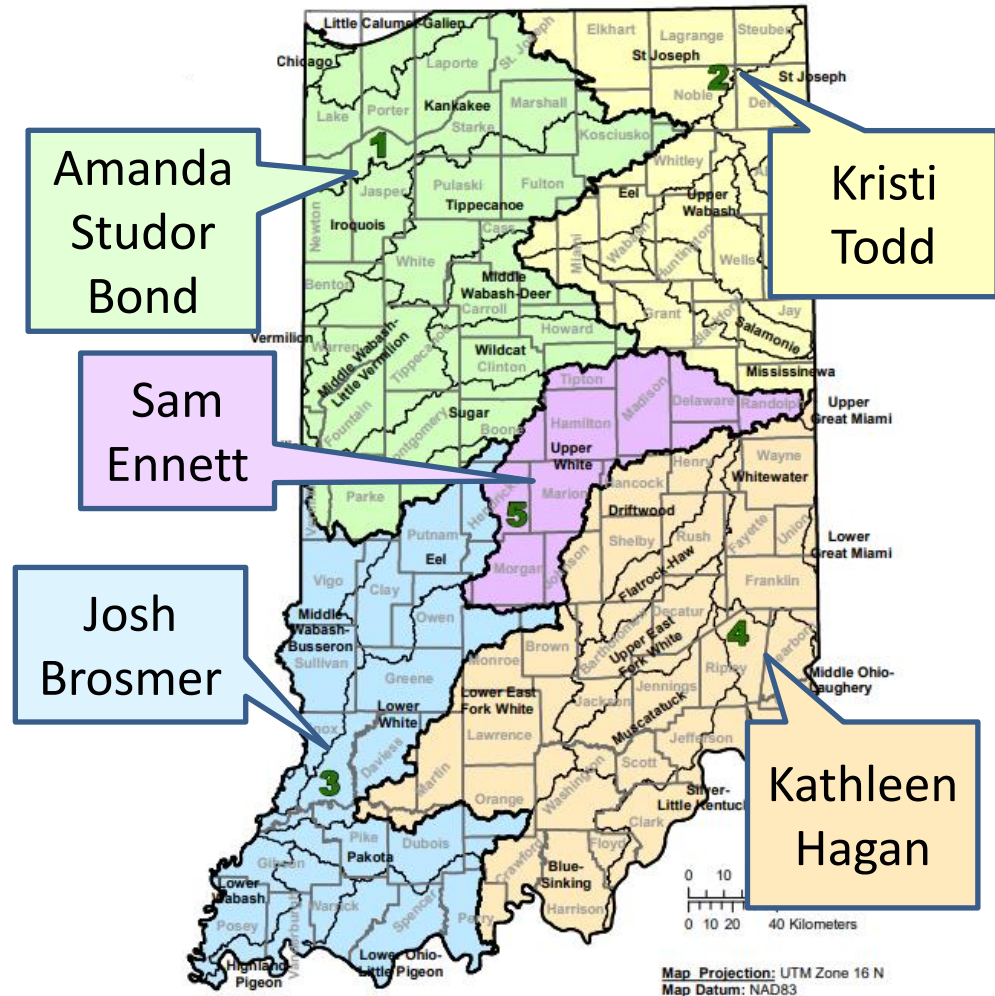 Little Calumet-Galien
Elkhart
Lagrange
Steuben
St Joseph
Chicago
Laporte
St. Joseph
St Joseph
2
Noble
Lake
Porter
Kankakee
Starke
Marshall
Kosciusko
1
Amanda
Studor
Bond
Kristi
Todd
Whitley
Jasper
Pulaski
Fulton
Tippecanoe
Newton
Iroquois
Cass
Eel
Upper
Wabash
Miami
Wabash
Huntington
Wells
White
Benton
Middle
Wabash-Deer
Carroll
Howard
Grant
Blackford
Jay
Salamonie
Vermilion
Warren
Middle Wabash-
Little Vermilion
Tippecanoe
Wildcat
Clinton
Mississinewa
Fountain
Sugar
Boone
Tipton
Madison
Delaware
Randolph
Upper
Great Miami
Sam
Ennett
Hamilton
Upper
White
Henry
Wayne
Whitewater
Parke
Marion
5
Hancock
Driftwood
Putnam
Eel
Shelby
Rush
Fayette
Union
Lower
Great Miami
Morgan
Flatrock-Haw
Franklin
Vigo
Clay
Owen
Josh
Brosmer
Middle
Wabash-
Busseron
Sullivan
Greene
Monroe
Brown
Bartholomew
Decatur
Upper East
Fork White
4
Ripley
Middle Ohio-
Laughery
Lower
White
Lower East
Fork White
Lawrence
Jackson
Jennings
Muscatatuck
Jefferson
Daviess
Martin
3
Orange
Washington
Scott
Clark
Kathleen
Hagan
Pike
Dubois
Pakota
Gibson
Crawford
Floyd
Blue-
Sinking
Harrison
Lower
Wabash
Posey
Vanderburgh
Warrick
Spencer
Perry
Highland-
Pigeon
Lower Ohio-
Little Pigeon
0 10
0 10 20 40 Kilometers
Map Projection: UTM Zone 16 N
Map Datum: NAD83